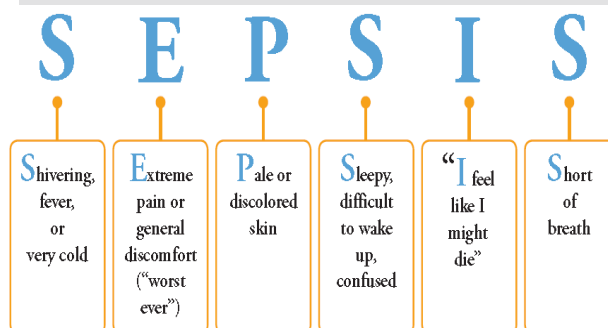 S E P S I S
Shivering,
fever,
or
very cold
Extreme
pain or
general
discomfort
(“worst
ever”)
Pale or
discolored
skin
Sleepy,
difficult
to wake
up,
confused
“I feel
like I
might
die”
Short
of
breath